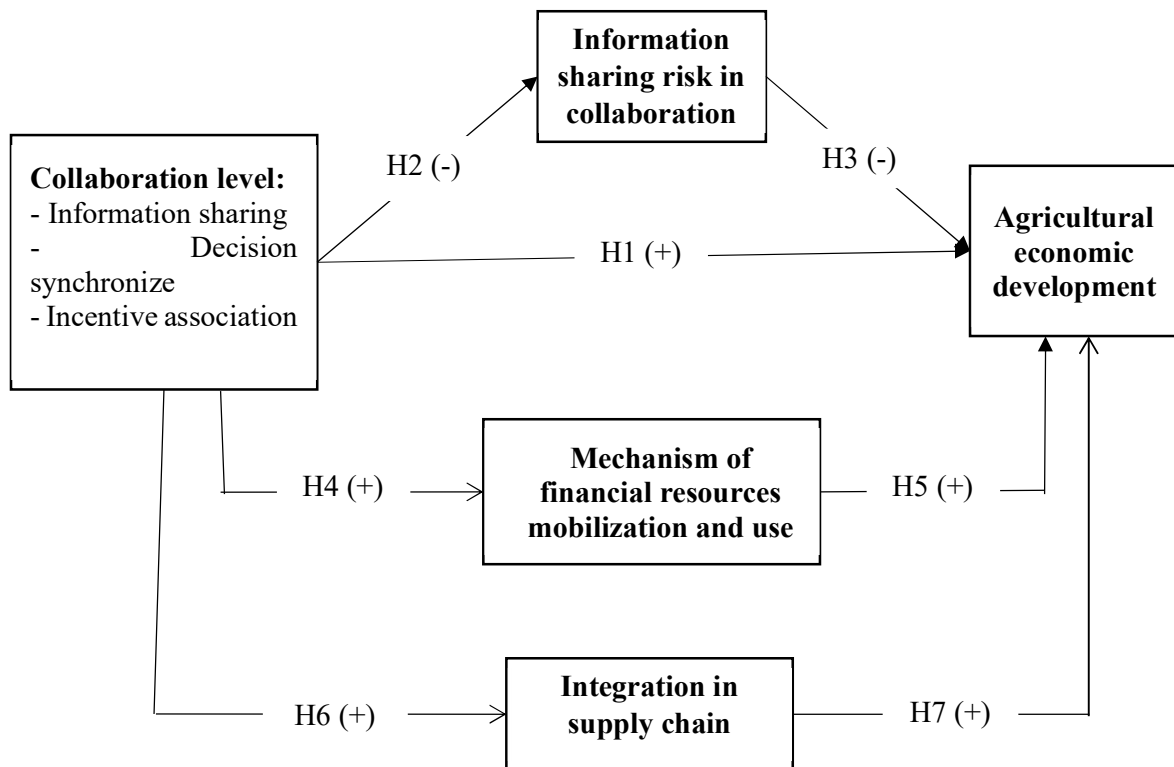 Information
sharing risk in
collaboration
H2 (-)
H3 (-)
Collaboration level:
- Information sharing
- Decision
synchronize
- Incentive association
H1 (+)
Agricultural
economic
development
H4 (+)
Mechanism of
financial resources
mobilization and use
H5 (+)
H6 (+)
Integration in
supply chain
H7 (+)